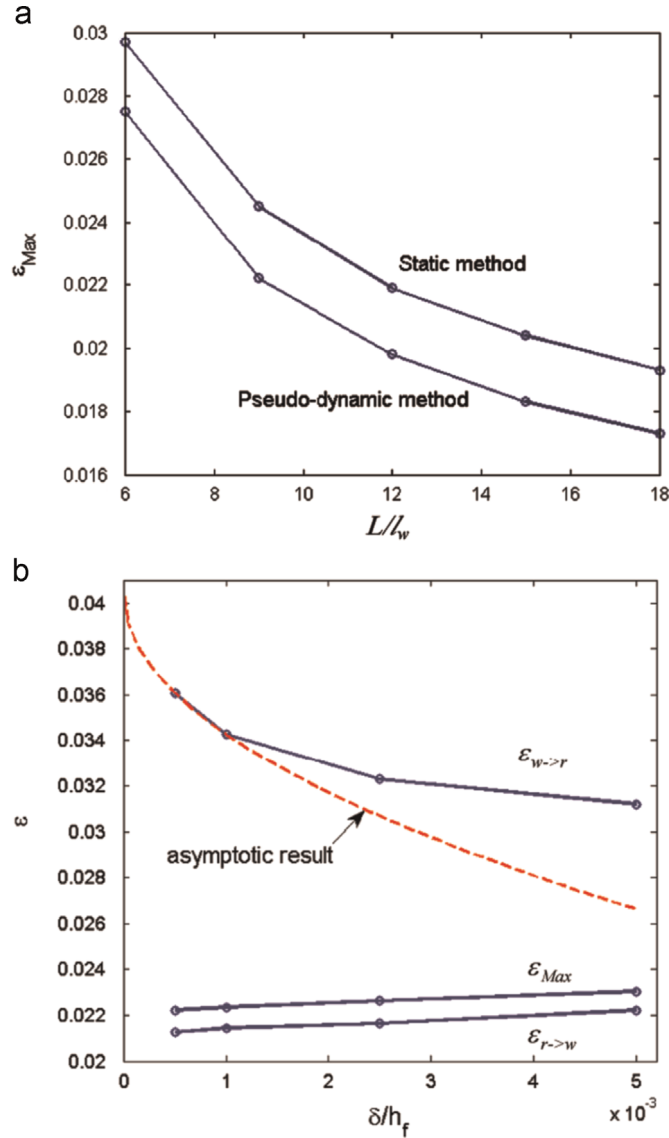 a
0.03
0.028
0.026
0.024
0.022
0.02
0.018
0.016
ε_Max
Static method
Pseudo-dynamic method
6 8 10 12 14 16 18
L/l_w
b
0.04
0.038
0.036
0.034
0.032
0.03
0.028
0.026
0.024
0.022
0.02
ε
ε_w->r
asymptotic result
ε_Max
ε_r->w
0 1 2 3 4 5
x 10^-3
δ/h_f